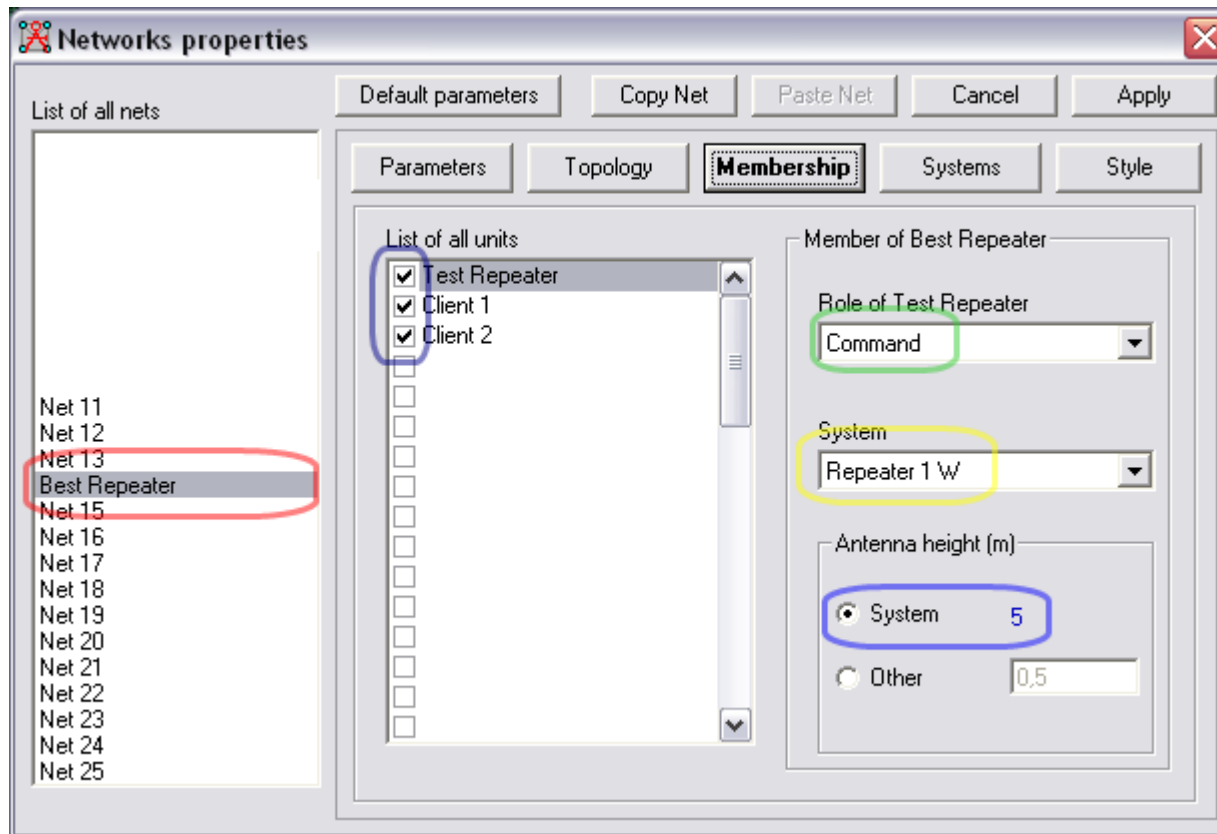 Networks properties
List of all nets
Default parameters
Copy Net
Paste Net
Cancel
Apply
Parameters
Topology
Membership
Systems
Style
Net 11
Net 12
Net 13
Best Repeater
Net 15
Net 16
Net 17
Net 18
Net 19
Net 20
Net 21
Net 22
Net 23
Net 24
Net 25
List of all units
Test Repeater
Client 1
Client 2
Member of Best Repeater
Role of Test Repeater
Command
System
Repeater 1 W
Antenna height (m)
System 5
Other 0,5